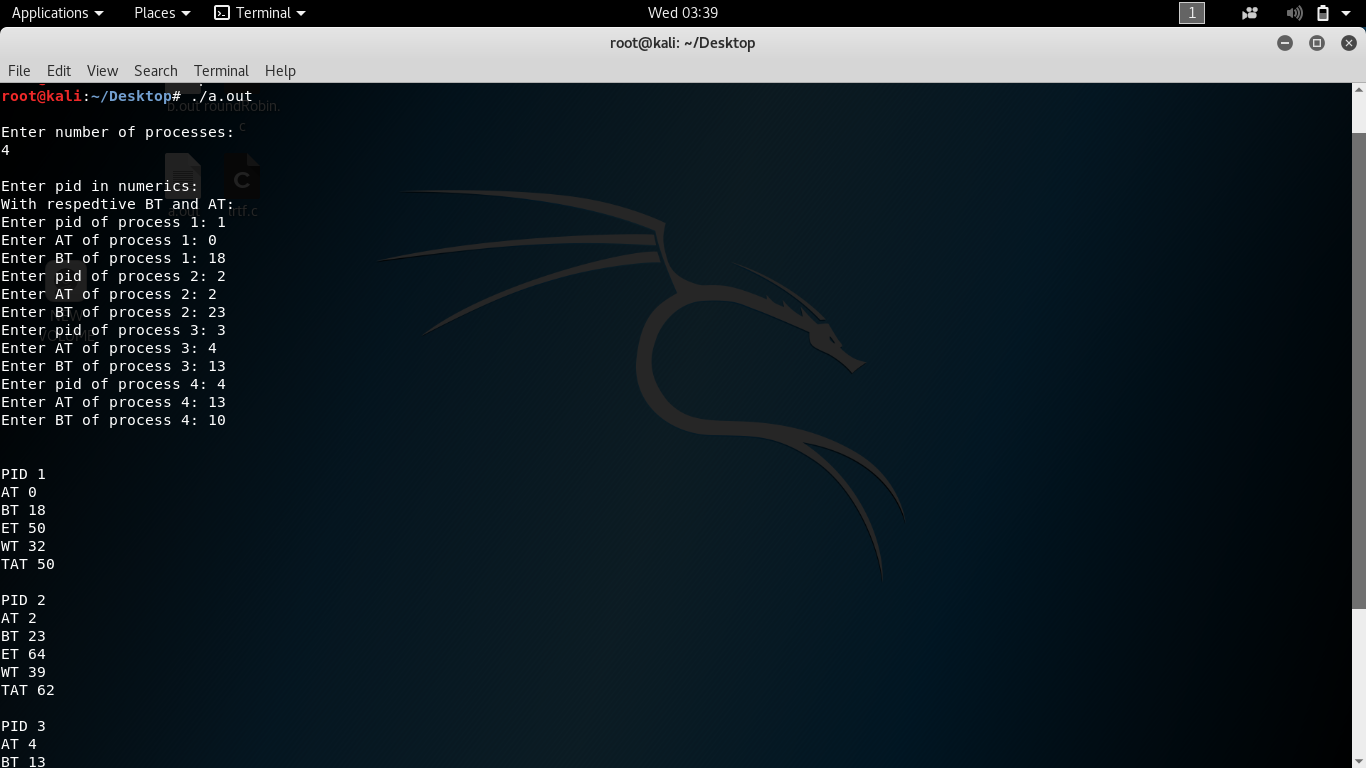 Applications Places Terminal Wed 03:39 1
root@kali: ~/Desktop
File Edit View Search Terminal Help
root@kali:~/Desktop# ./a.out
b.out roundRobin.
c
Enter number of processes:
4
Enter pid in numerics:
With respedtive BT and AT:
C
a.out lrtf.c
Enter pid of process 1: 1
Enter AT of process 1: 0
Enter BT of process 1: 18
Enter pid of process 2: 2
Enter AT of process 2: 2
Enter BT of process 2: 23
NEW
VOLUME
Enter pid of process 3: 3
Enter AT of process 3: 4
Enter BT of process 3: 13
Enter pid of process 4: 4
Enter AT of process 4: 13
Enter BT of process 4: 10
PID 1
AT 0
BT 18
ET 50
WT 32
TAT 50
PID 2
AT 2
BT 23
ET 64
WT 39
TAT 62
PID 3
AT 4
BT 13